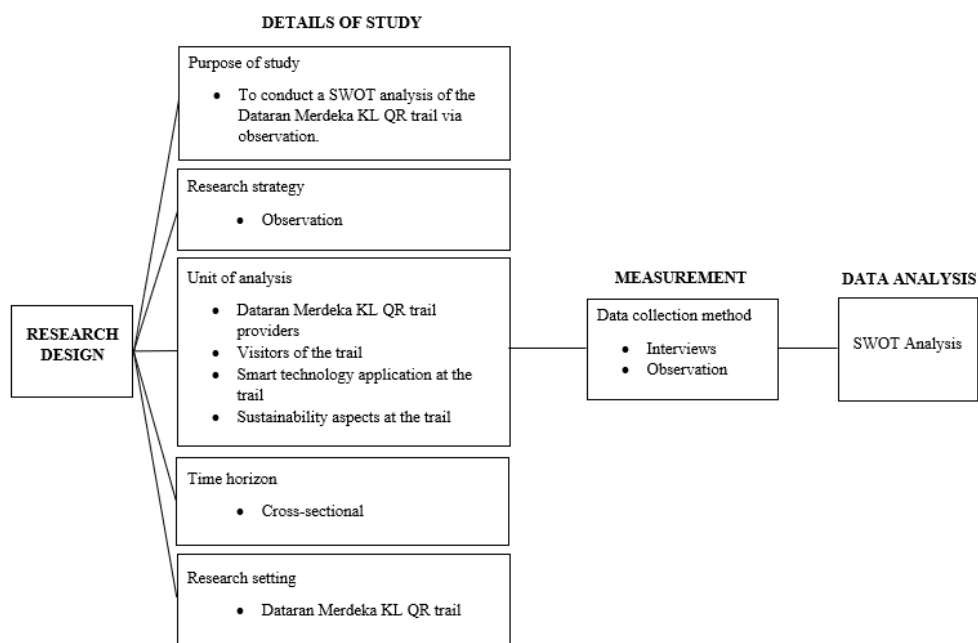 DETAILS OF STUDY
Purpose of study
• To conduct a SWOT analysis of the
Dataran Merdeka KL QR trail via
observation.
Research strategy
• Observation
Unit of analysis
• Dataran Merdeka KL QR trail
providers
• Visitors of the trail
• Smart technology application at the
trail
• Sustainability aspects at the trail
Time horizon
• Cross-sectional
Research setting
• Dataran Merdeka KL QR trail
RESEARCH
DESIGN
MEASUREMENT
Data collection method
• Interviews
• Observation
DATA ANALYSIS
SWOT Analysis